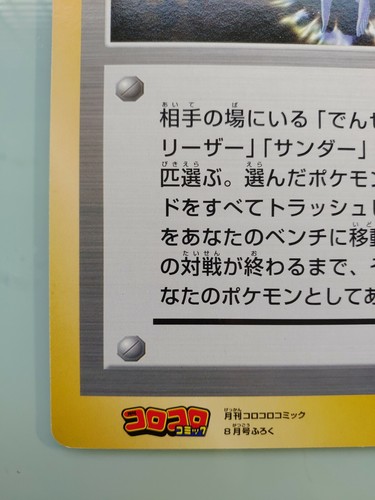 相手の場にいる「でんせ
リーザー」「サンダー」
匹選ぶ。選んだポケモン
ドをすべてトラッシュし
をあなたのベンチに移動
の対戦が終わるまで、そ
なたのポケモンとしてあ
コロコロ
コミック
月刊コロコロコミック
8月号ふろく